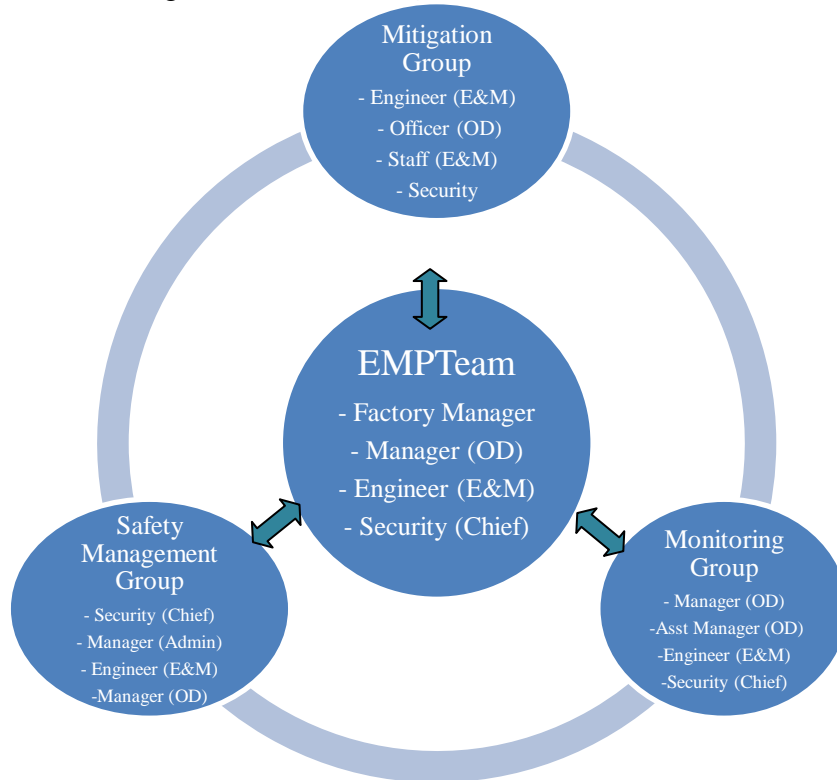 Mitigation
Group
- Engineer (E&M)
- Officer (OD)
- Staff (E&M)
- Security
EMPTeam
- Factory Manager
- Manager (OD)
- Engineer (E&M)
- Security (Chief)
Safety
Management
Group
- Security (Chief)
- Manager (Admin)
- Engineer (E&M)
-Manager (OD)
Monitoring
Group
- Manager (OD)
-Asst Manager (OD)
-Engineer (E&M)
-Security (Chief)